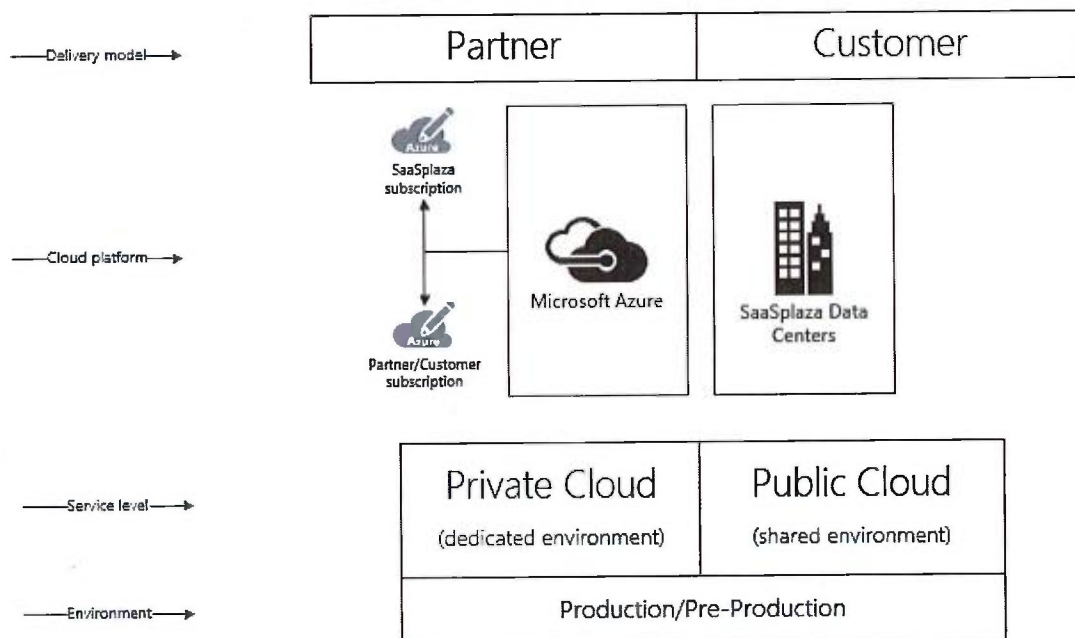 Delivery model
Partner
Customer
Azure
SaaSplaza
subscription
Cloud platform
Microsoft Azure
SaaSplaza Data
Centers
Azure
Partner/Customer
subscription
Service level
Private Cloud
Public Cloud
(dedicated environment)
(shared environment)
Environment
Production/Pre-Production